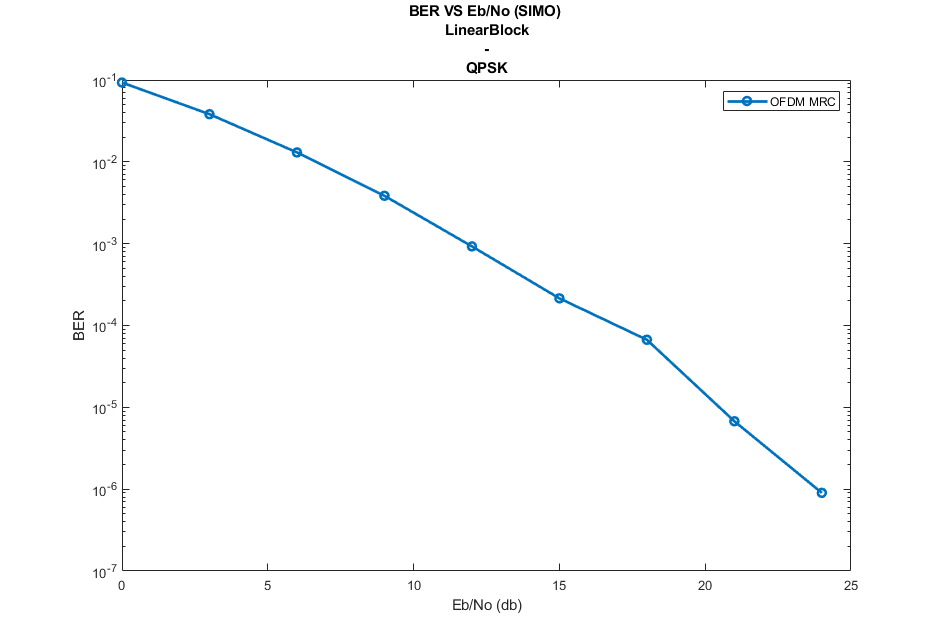 BER VS Eb/No (SIMO)
LinearBlock
-
QPSK
OFDM MRC
BER
10-1
10-2
10-3
10-4
10-5
10-6
10-7
0 5 10 15 20 25
Eb/No (db)